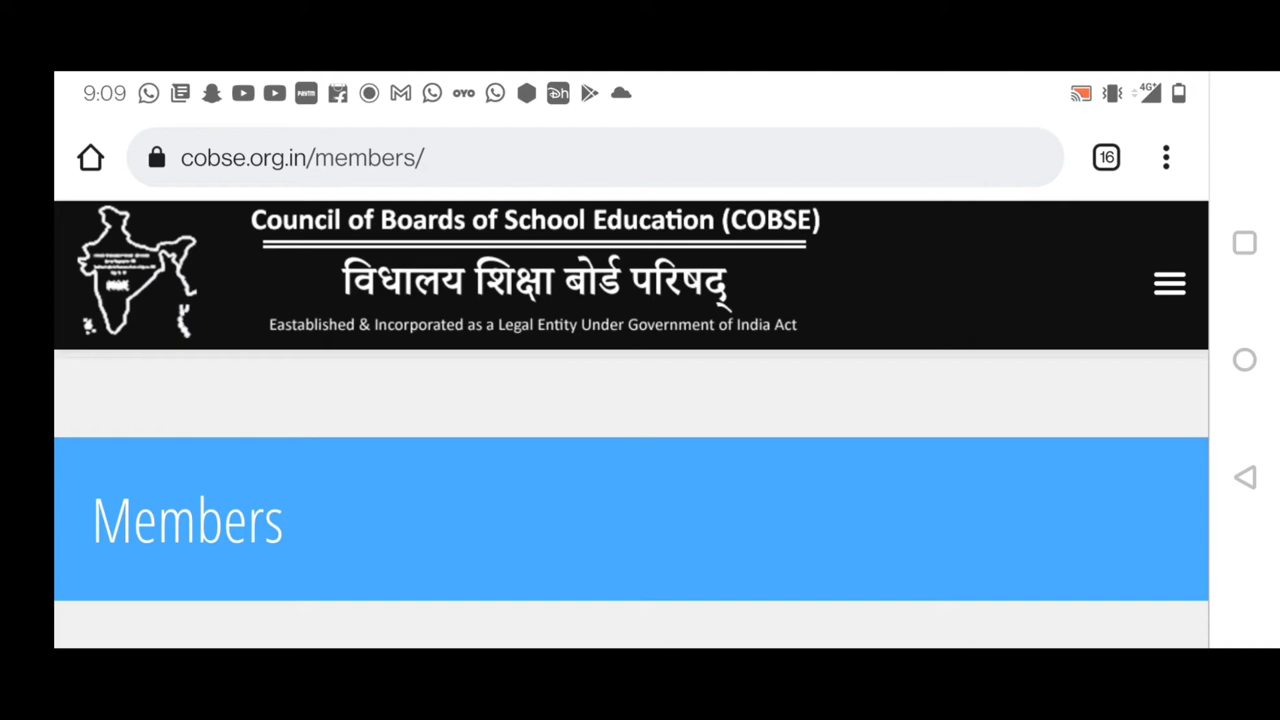 9:09
4G+
cobse.org.in/members/
16
Council of Boards of School Education (COBSE)
विधालय शिक्षा बोर्ड परिषद्
Eastablished & Incorporated as a Legal Entity Under Government of India Act
Members